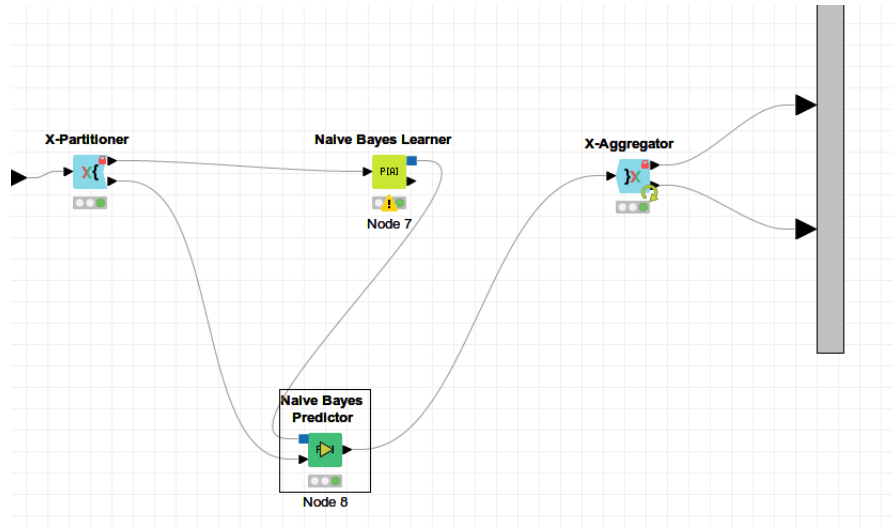 X-Partitioner
Naive Bayes Learner
X-Aggregator
X{
P[A]
}X
Node 7
Naive Bayes
Predictor
Node 8